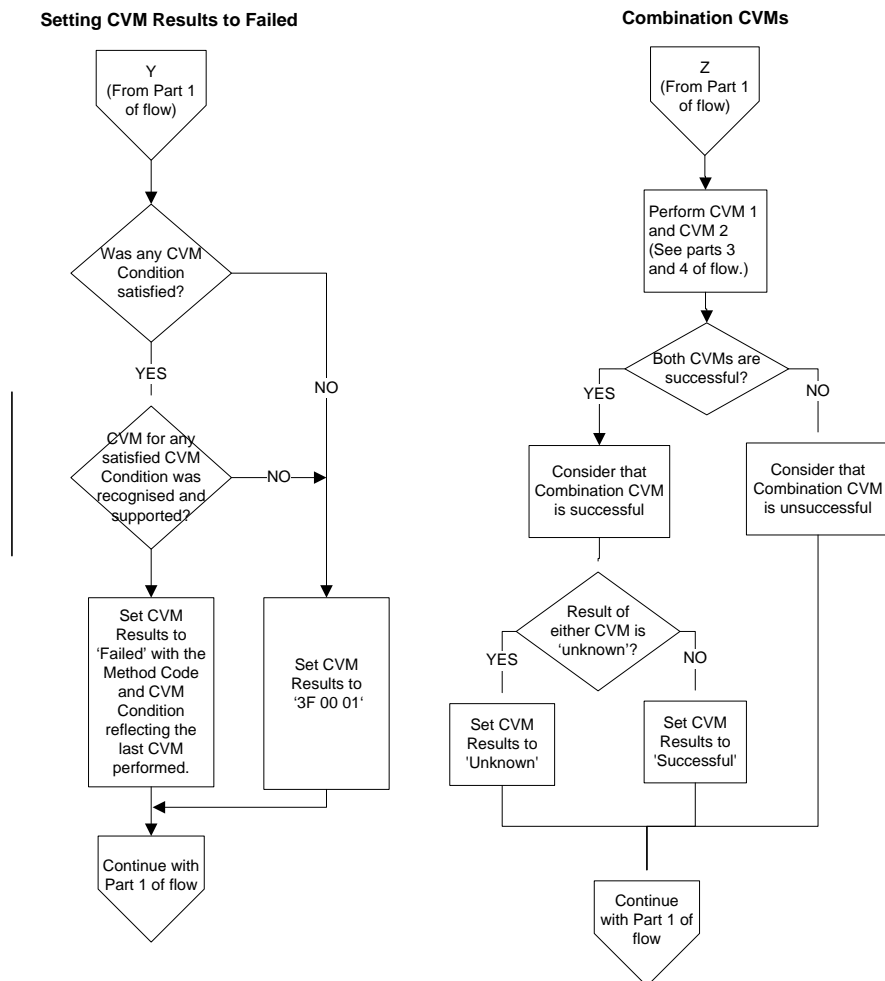 Setting CVM Results to Failed
Y
(From Part 1
of flow)
Was any CVM
Condition
satisfied?
YES
NO
CVM for any
satisfied CVM
Condition was
recognised and
supported?
NO
Set CVM
Results to
‘Failed’ with the
Method Code
and CVM
Condition
reflecting the
last CVM
performed.
Set CVM
Results to
‘3F 00 01‘
Continue with
Part 1 of flow
Combination CVMs
Z
(From Part 1
of flow)
Perform CVM 1
and CVM 2
(See parts 3
and 4 of flow.)
Both CVMs are
successful?
YES
NO
Consider that
Combination CVM
is successful
Consider that
Combination CVM
is unsuccessful
Result of
either CVM is
‘unknown’?
YES
NO
Set CVM
Results to
'Unknown'
Set CVM
Results to
'Successful'
Continue
with Part 1 of
flow